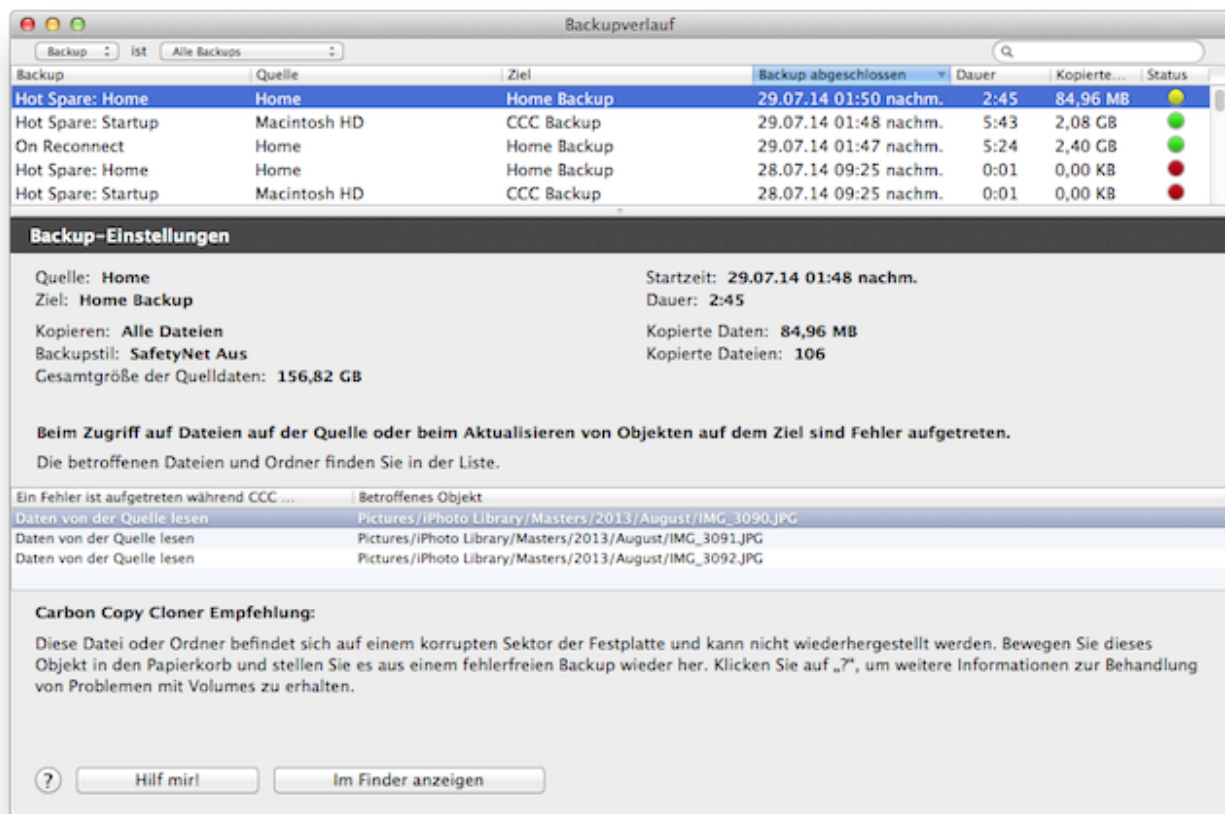 Backupverlauf
Backup ist Alle Backups
Backup Quelle Ziel Backup abgeschlossen Dauer Kopierte... Status
Hot Spare: Home Home Home Backup 29.07.14 01:50 nachm. 2:45 84,96 MB
Hot Spare: Startup Macintosh HD CCC Backup 29.07.14 01:48 nachm. 5:43 2,08 GB
On Reconnect Home Home Backup 29.07.14 01:47 nachm. 5:24 2,40 GB
Hot Spare: Home Home Home Backup 28.07.14 09:25 nachm. 0:01 0,00 KB
Hot Spare: Startup Macintosh HD CCC Backup 28.07.14 09:25 nachm. 0:01 0,00 KB
Backup-Einstellungen
Quelle: Home Startzeit: 29.07.14 01:48 nachm.
Ziel: Home Backup Dauer: 2:45
Kopieren: Alle Dateien Kopierte Daten: 84,96 MB
Backupstil: SafetyNet Aus Kopierte Dateien: 106
Gesamtgröße der Quelldaten: 156,82 GB
Beim Zugriff auf Dateien auf der Quelle oder beim Aktualisieren von Objekten auf dem Ziel sind Fehler aufgetreten.
Die betroffenen Dateien und Ordner finden Sie in der Liste.
Ein Fehler ist aufgetreten während CCC ... Betroffenes Objekt
Daten von der Quelle lesen Pictures/iPhoto Library/Masters/2013/August/IMG_3090.JPG
Daten von der Quelle lesen Pictures/iPhoto Library/Masters/2013/August/IMG_3091.JPG
Daten von der Quelle lesen Pictures/iPhoto Library/Masters/2013/August/IMG_3092.JPG
Carbon Copy Cloner Empfehlung:
Diese Datei oder Ordner befindet sich auf einem korrupten Sektor der Festplatte und kann nicht wiederhergestellt werden. Bewegen Sie dieses
Objekt in den Papierkorb und stellen Sie es aus einem fehlerfreien Backup wieder her. Klicken Sie auf „?", um weitere Informationen zur Behandlung
von Problemen mit Volumes zu erhalten.
? Hilf mir! Im Finder anzeigen